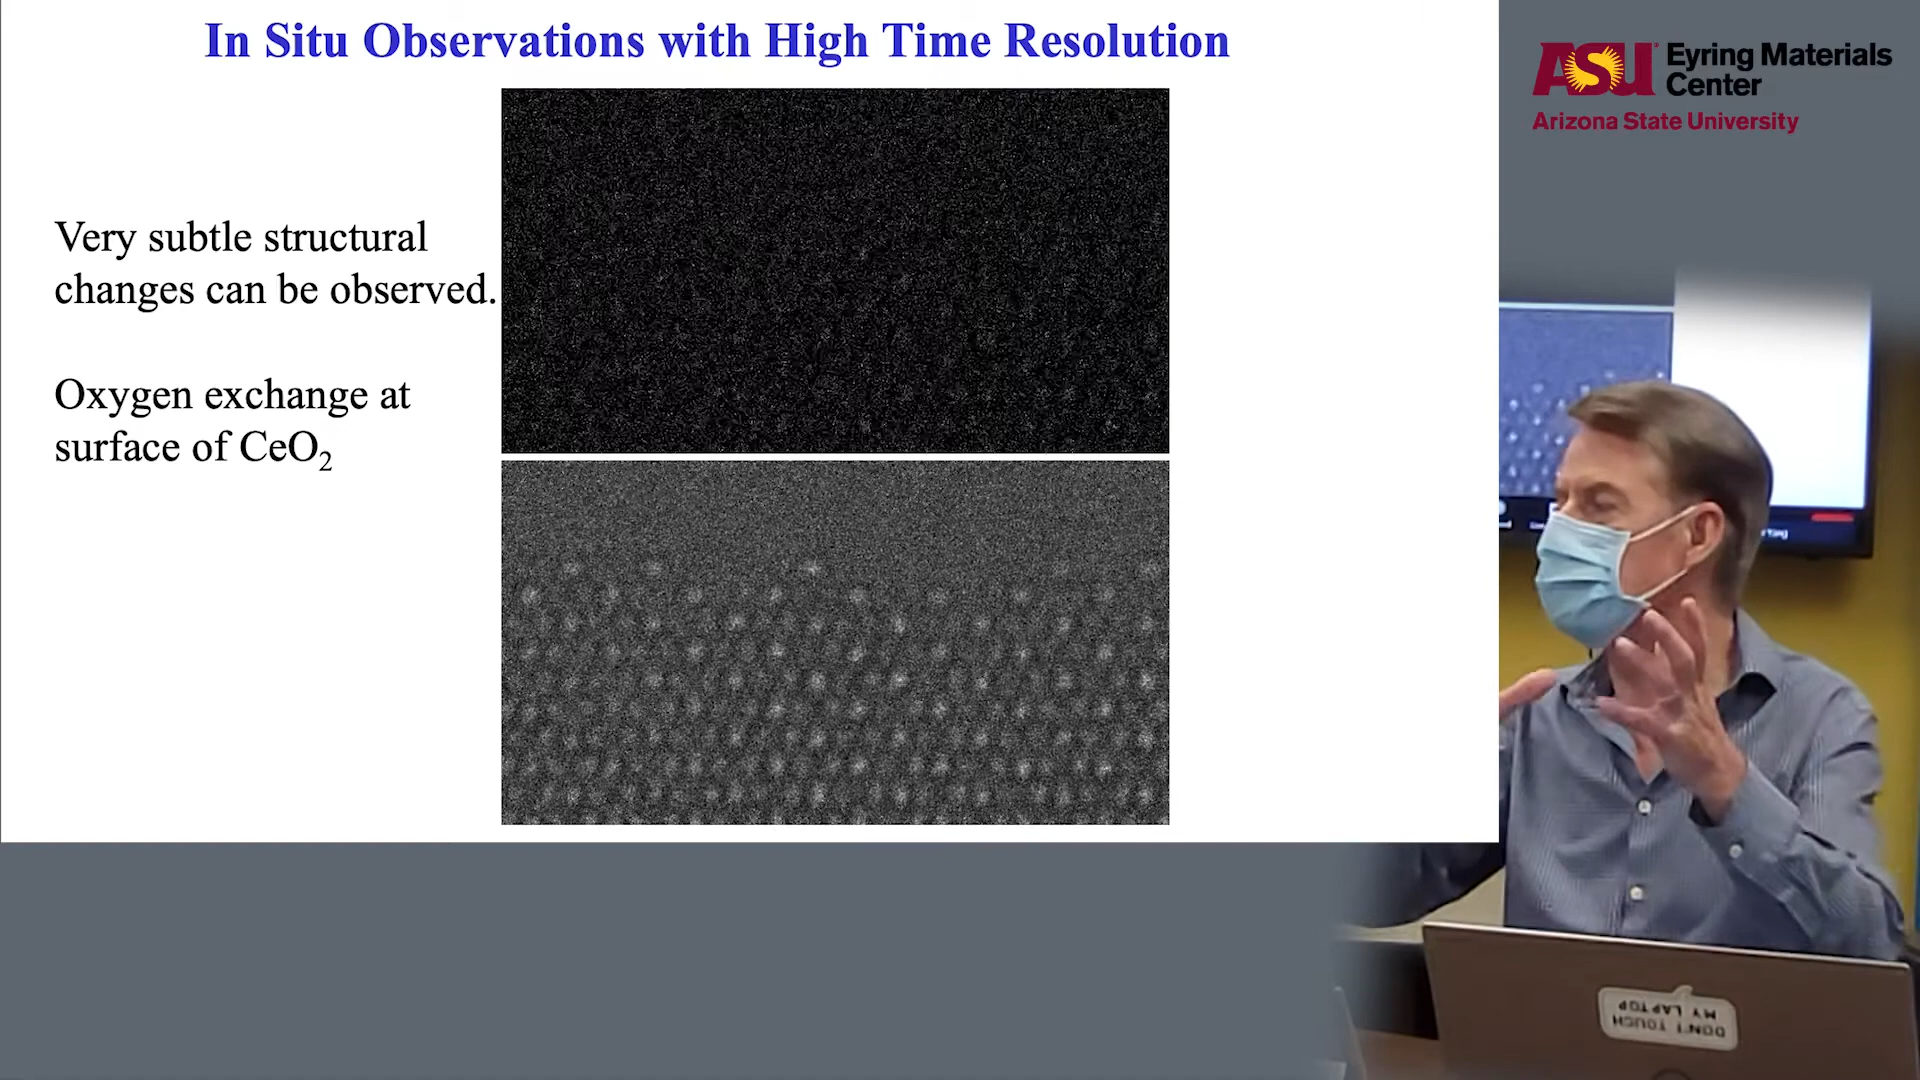 In Situ Observations with High Time Resolution
ASU Eyring Materials
Center
Arizona State University
Very subtle structural
changes can be observed.
Oxygen exchange at
surface of CeO₂
DON'T TOUCH
MY LAPTOP